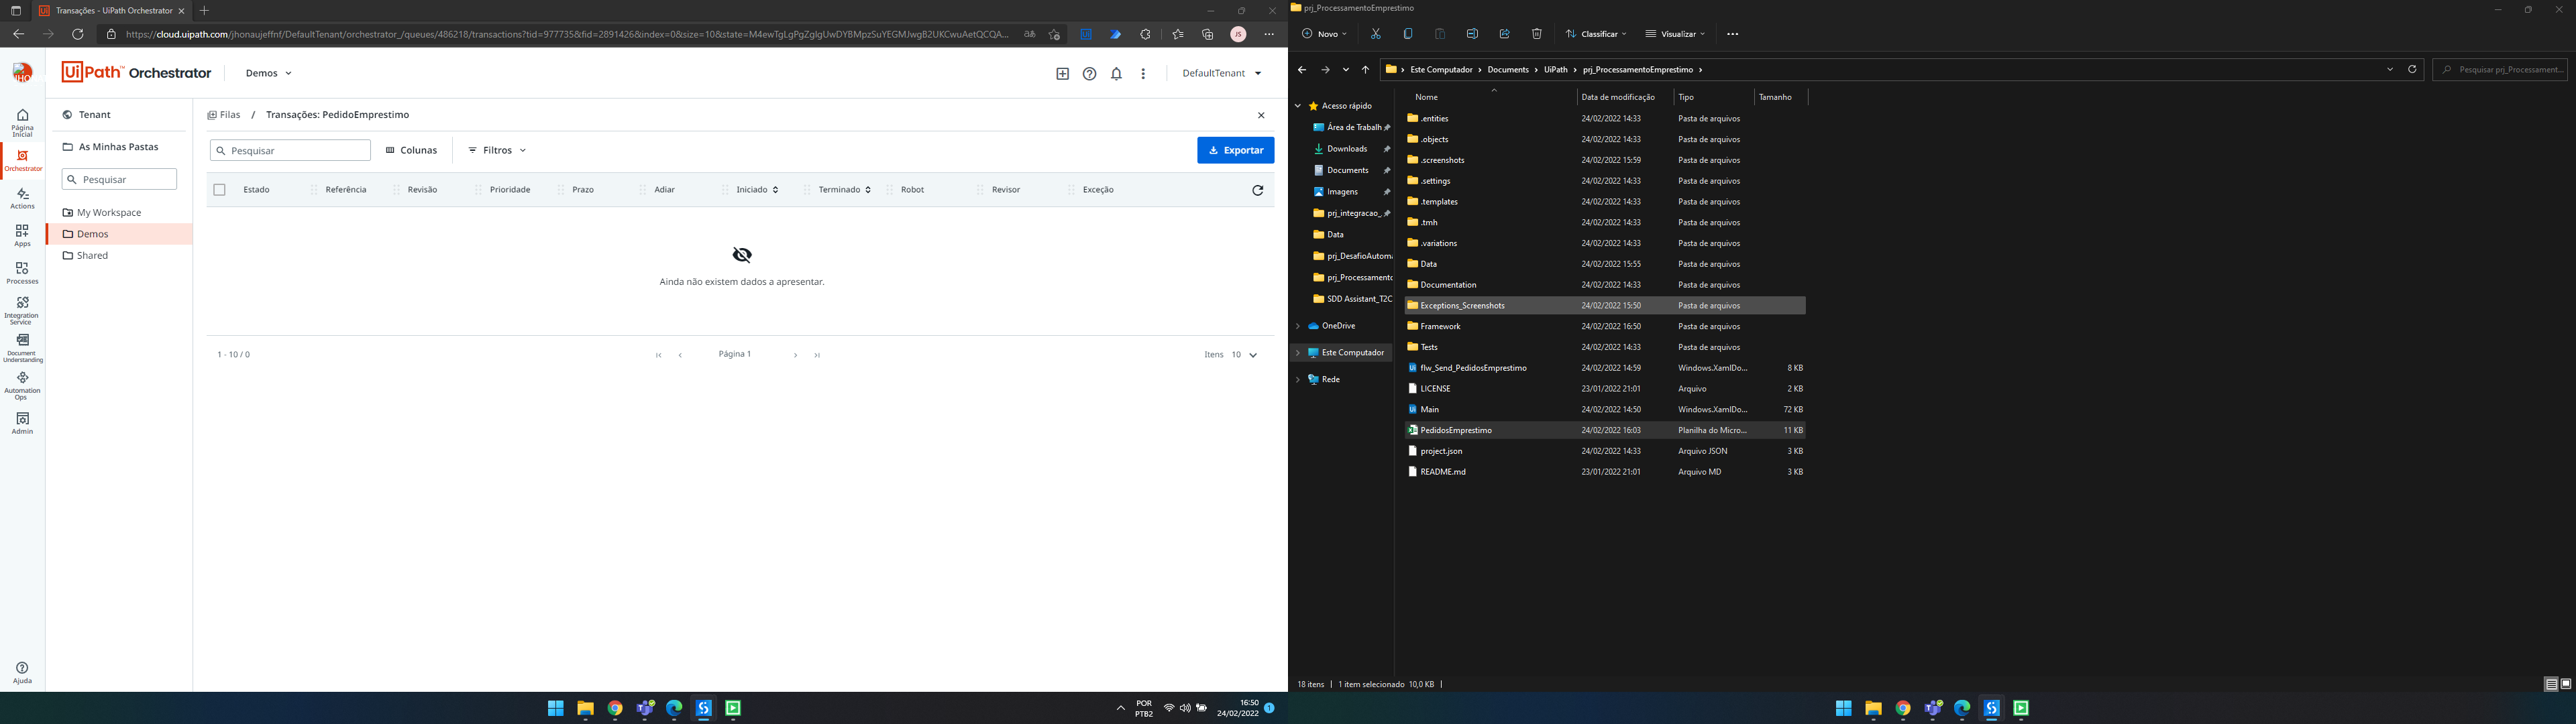 Transações - UiPath Orchestrator
https://cloud.uipath.com/jhonaujeffnf/DefaultTenant/orchestrator_/queues/486218/transactions?tid=977735&fid=2891426&index=0&size=10&state=M4ewTgLgPgZglgUwDYBMpzSuYEGMJwgB2UKCwuAetQCQA...
JS
UiPath™ Orchestrator
Demos
DefaultTenant
Página Inicial
Orchestrator
Actions
Apps
Processes
Integration Service
Document Understanding
Automation Ops
Admin
Ajuda
Tenant
As Minhas Pastas
Pesquisar
My Workspace
Demos
Shared
Filas / Transações: PedidoEmprestimo
Pesquisar
Colunas
Filtros
Exportar
Estado Referência Revisão Prioridade Prazo Adiar Iniciado Terminado Robot Revisor Exceção
Ainda não existem dados a apresentar.
1 - 10 / 0
Página 1
Itens 10
POR
PTB2
16:50
24/02/2022
1
prj_ProcessamentoEmprestimo
Novo
Classificar
Visualizar
Este Computador > Documents > UiPath > prj_ProcessamentoEmprestimo >
Pesquisar prj_Processament...
Acesso rápido
Área de Trabalh
Downloads
Documents
Imagens
prj_integracao_
Data
prj_DesafioAutoma
prj_Processamento
SDD Assistant_T2C
OneDrive
Este Computador
Rede
Nome Data de modificação Tipo Tamanho
.entities 24/02/2022 14:33 Pasta de arquivos
.objects 24/02/2022 14:33 Pasta de arquivos
.screenshots 24/02/2022 15:59 Pasta de arquivos
.settings 24/02/2022 14:33 Pasta de arquivos
.templates 24/02/2022 14:33 Pasta de arquivos
.tmh 24/02/2022 14:33 Pasta de arquivos
.variations 24/02/2022 14:33 Pasta de arquivos
Data 24/02/2022 15:55 Pasta de arquivos
Documentation 24/02/2022 14:33 Pasta de arquivos
Exceptions_Screenshots 24/02/2022 15:50 Pasta de arquivos
Framework 24/02/2022 16:50 Pasta de arquivos
Tests 24/02/2022 14:33 Pasta de arquivos
flw_Send_PedidosEmprestimo 24/02/2022 14:59 Windows.XamlDo... 8 KB
LICENSE 23/01/2022 21:01 Arquivo 2 KB
Main 24/02/2022 14:50 Windows.XamlDo... 72 KB
PedidosEmprestimo 24/02/2022 16:03 Planilha do Micro... 11 KB
project.json 24/02/2022 14:33 Arquivo JSON 3 KB
README.md 23/01/2022 21:01 Arquivo MD 3 KB
18 itens
1 item selecionado 10,0 KB